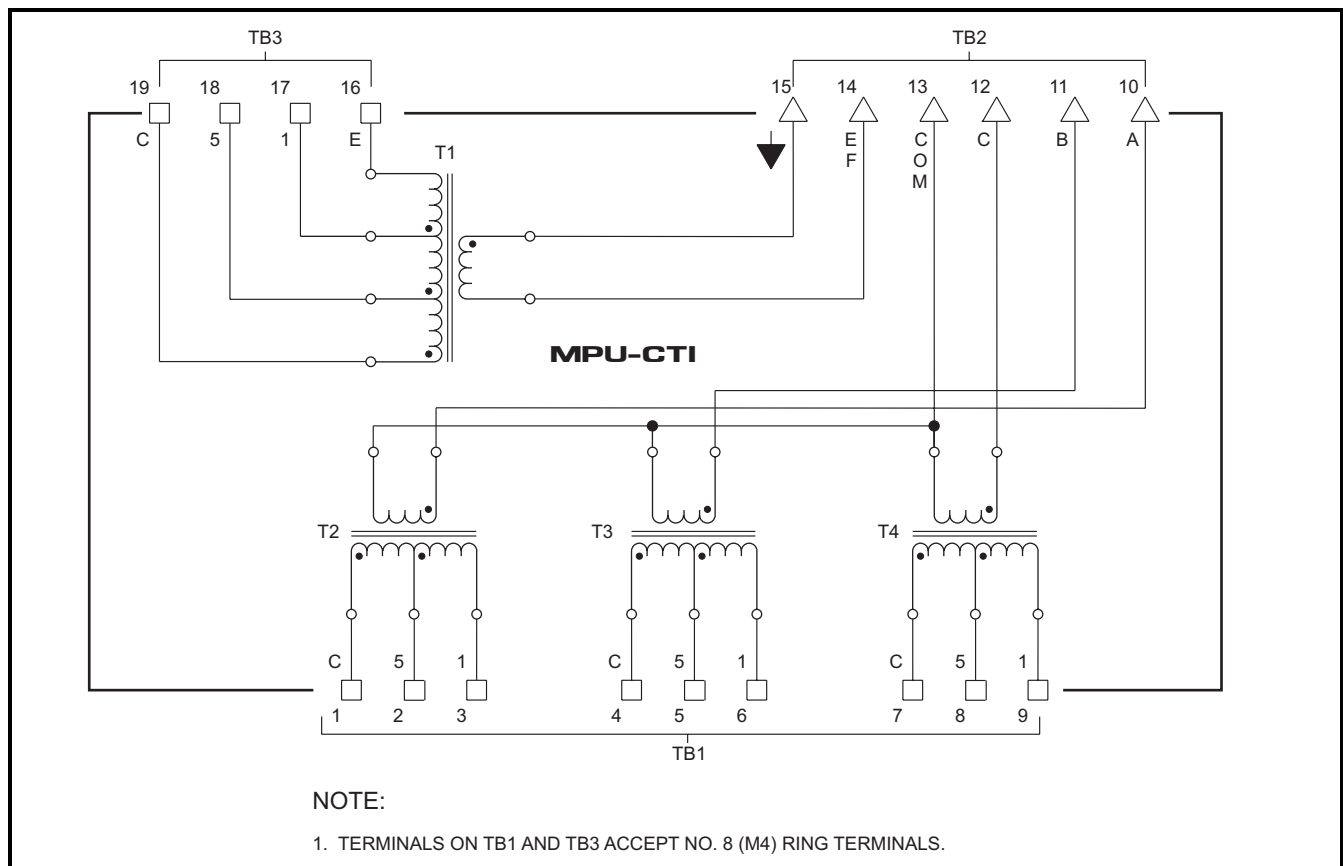 TB3
TB2
19 18 17 16
15 14 13 12 11 10
C 5 1 E
E
F
C
O
M
C B A
T1
MPU-CTI
T2 T3 T4
C 5 1 C 5 1 C 5 1
1 2 3 4 5 6 7 8 9
TB1
NOTE:
1. TERMINALS ON TB1 AND TB3 ACCEPT NO. 8 (M4) RING TERMINALS.